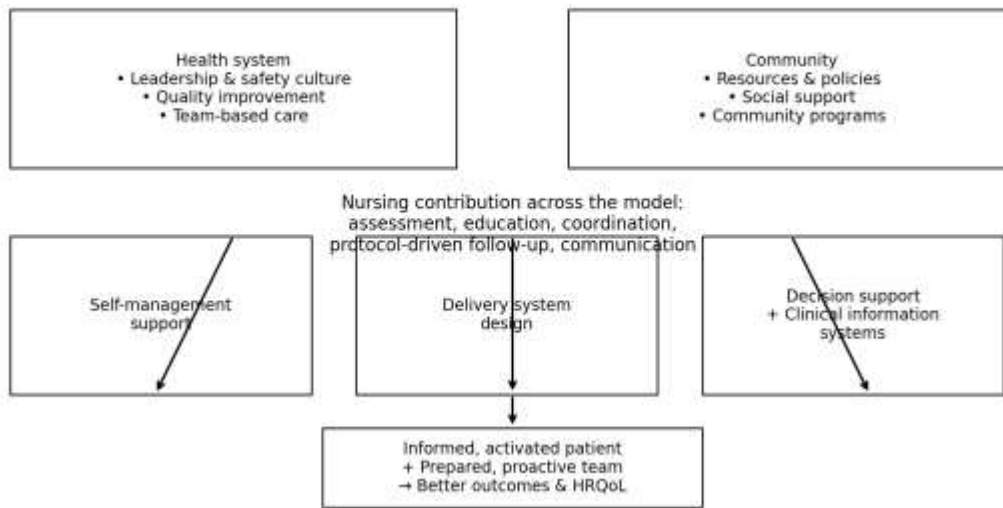 Health system
• Leadership & safety culture
• Quality improvement
• Team-based care
Community
• Resources & policies
• Social support
• Community programs
Nursing contribution across the model:
assessment, education, coordination,
protocol-driven follow-up, communication
Self-management
support
Delivery system
design
Decision support
+ Clinical information
systems
Informed, activated patient
+ Prepared, proactive team
→ Better outcomes & HRQoL